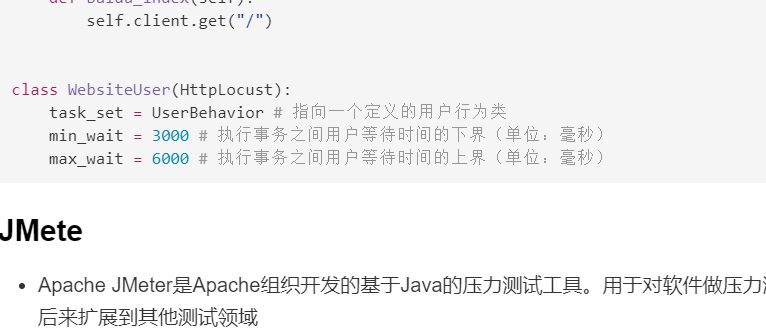 self.client.get("/")
class WebsiteUser(HttpLocust):
task_set = UserBehavior # 指向一个定义的用户行为类
min_wait = 3000 # 执行事务之间用户等待时间的下界（单位：毫秒）
max_wait = 6000 # 执行事务之间用户等待时间的上界（单位：毫秒）
JMete
Apache JMeter是Apache组织开发的基于Java的压力测试工具。用于对软件做压力
后来扩展到其他测试领域